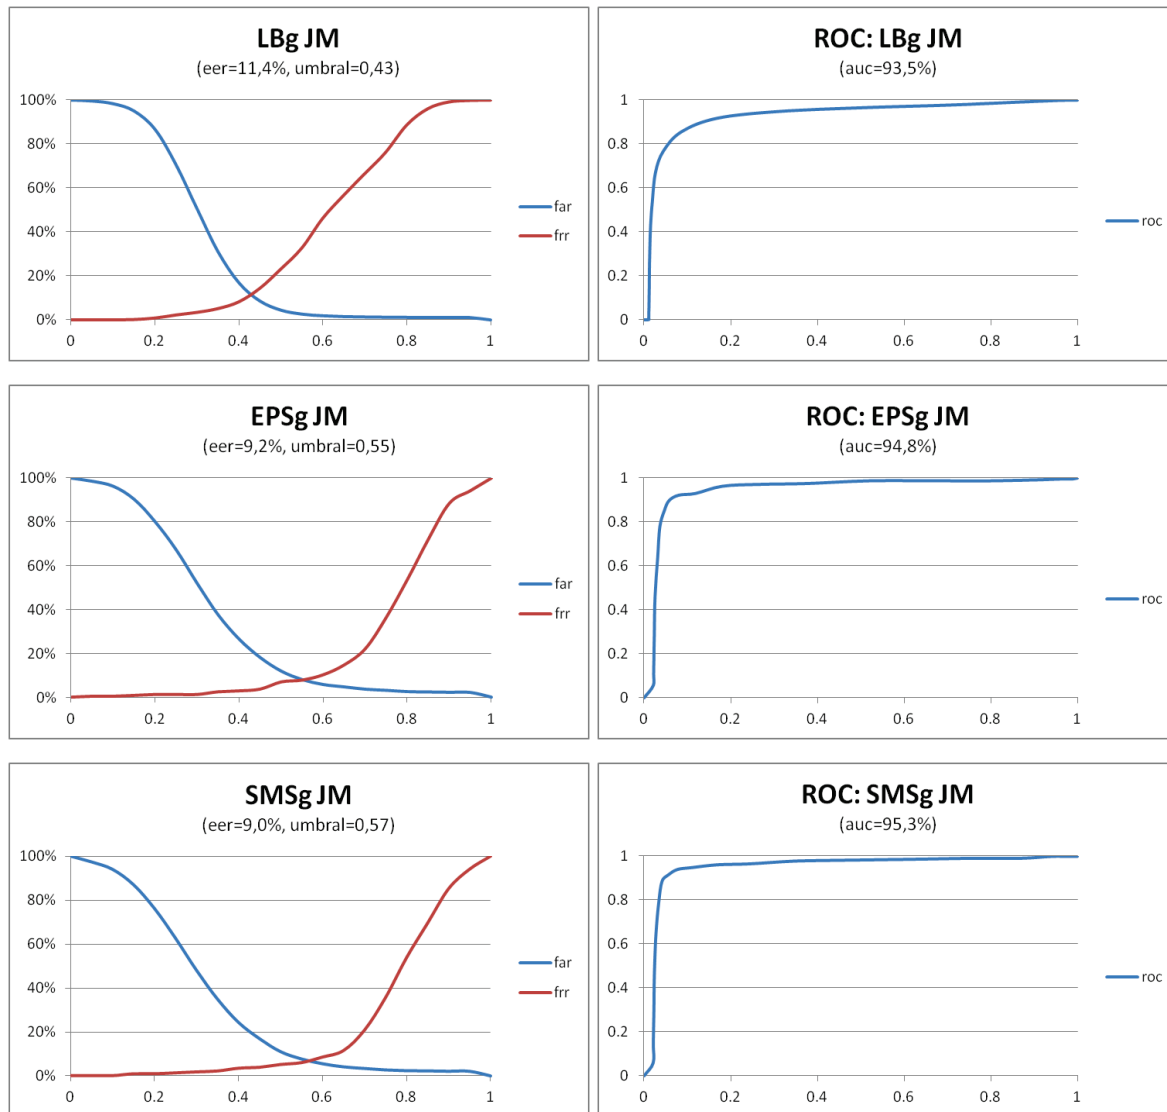 LBg JM
(eer=11,4%, umbral=0,43)
100%
80%
60%
40%
20%
0%
0 0.2 0.4 0.6 0.8 1
far
frr
ROC: LBg JM
(auc=93,5%)
1
0.8
0.6
0.4
0.2
0
0 0.2 0.4 0.6 0.8 1
roc
EPSg JM
(eer=9,2%, umbral=0,55)
100%
80%
60%
40%
20%
0%
0 0.2 0.4 0.6 0.8 1
far
frr
ROC: EPSg JM
(auc=94,8%)
1
0.8
0.6
0.4
0.2
0
0 0.2 0.4 0.6 0.8 1
roc
SMSg JM
(eer=9,0%, umbral=0,57)
100%
80%
60%
40%
20%
0%
0 0.2 0.4 0.6 0.8 1
far
frr
ROC: SMSg JM
(auc=95,3%)
1
0.8
0.6
0.4
0.2
0
0 0.2 0.4 0.6 0.8 1
roc